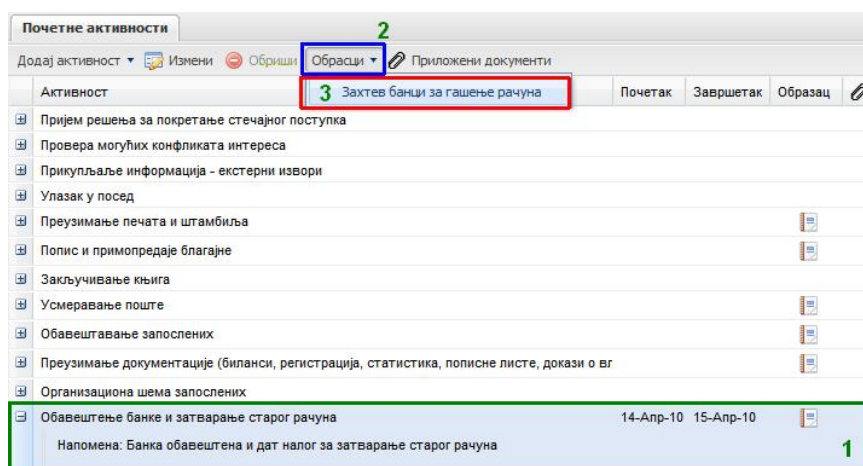 Почетне активности
2
Додај активност Измени Обриши Обрасци Приложени документи
Активност 3 Захтев банци за гашење рачуна Почетак Завршетак Образац
Пријем решења за покретање стечајног поступка
Провера могућих конфликата интереса
Прикупљање информација - екстерни извори
Улазак у посед
Преузимање печата и штамбиља
Попис и примопредаје благајне
Закључивање књига
Усмеравање поште
Обавештавање запослених
Преузимање документације (биланси, регистрација, статистика, пописне листе, докази о вг
Организациона шема запослених
Обавештење банке и затварање старог рачуна 14-Апр-10 15-Апр-10
Напомена: Банка обавештена и дат налог за затварање старог рачуна 1